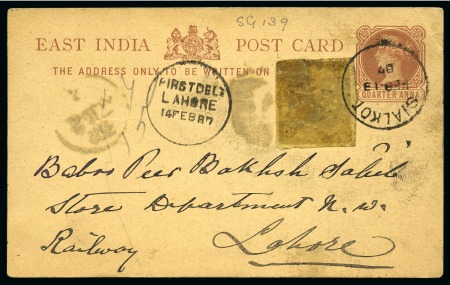 SG 139
EAST INDIA POST CARD
THE ADDRESS ONLY TO BE WRITTEN ON
QUARTER ANNA
SIALKOT
FIRST DELY
LAHORE
14 FEB 87
Baboo Peer Bakhsh Sahib
Store Department N.W.
Railway
Lahore